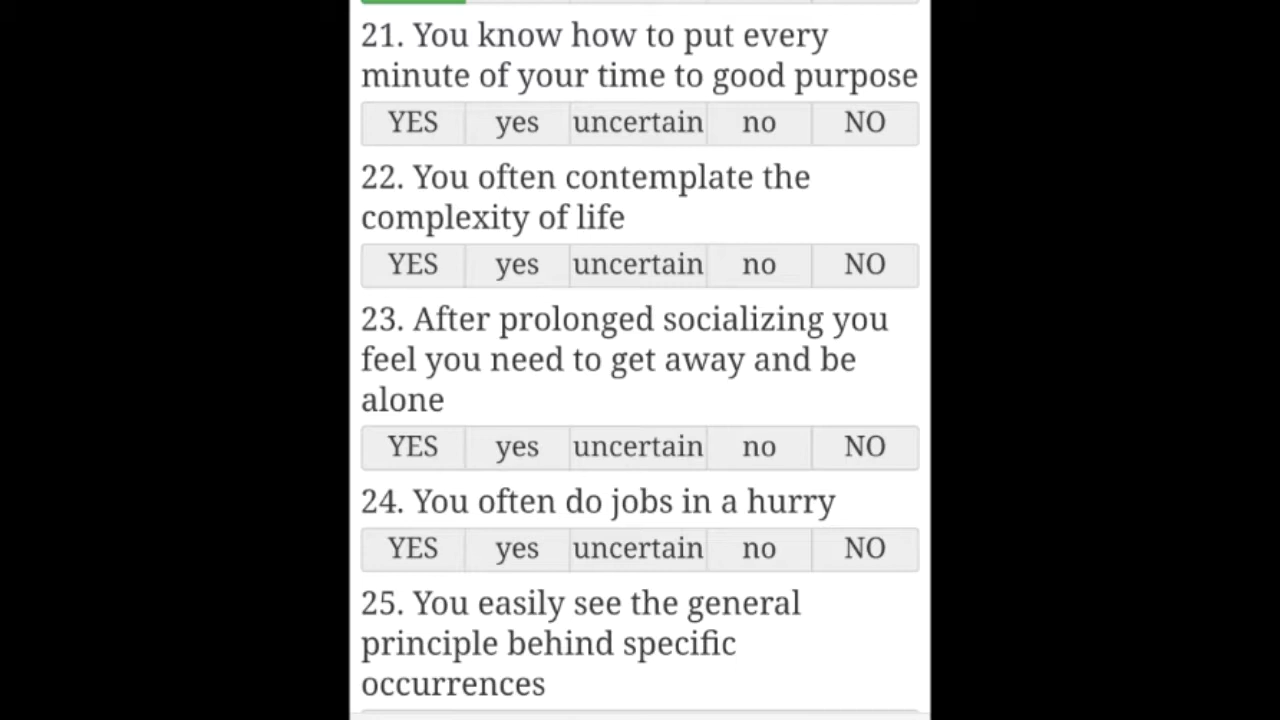 21. You know how to put every
minute of your time to good purpose
YES yes uncertain no NO
22. You often contemplate the
complexity of life
YES yes uncertain no NO
23. After prolonged socializing you
feel you need to get away and be
alone
YES yes uncertain no NO
24. You often do jobs in a hurry
YES yes uncertain no NO
25. You easily see the general
principle behind specific
occurrences